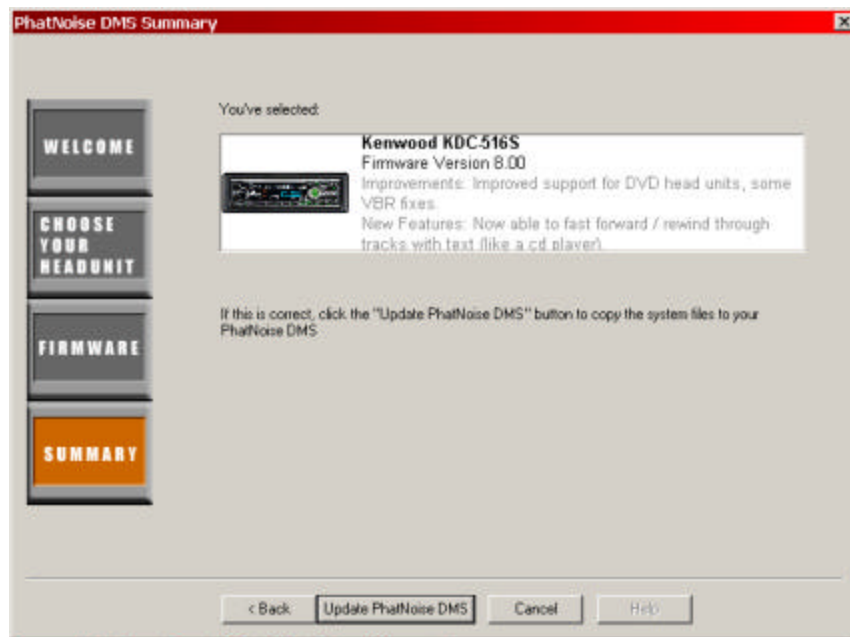 PhatNoise DMS Summary
WELCOME
CHOOSE
YOUR
HEADUNIT
FIRMWARE
SUMMARY
You've selected:
Kenwood KDC-516S
Firmware Version 8.00
Improvements: Improved support for DVD head units, some
VBR fixes.
New Features: Now able to fast forward / rewind through
tracks with text (like a cd player).
If this is correct, click the "Update PhatNoise DMS" button to copy the system files to your
PhatNoise DMS
< Back
Update PhatNoise DMS
Cancel
Help